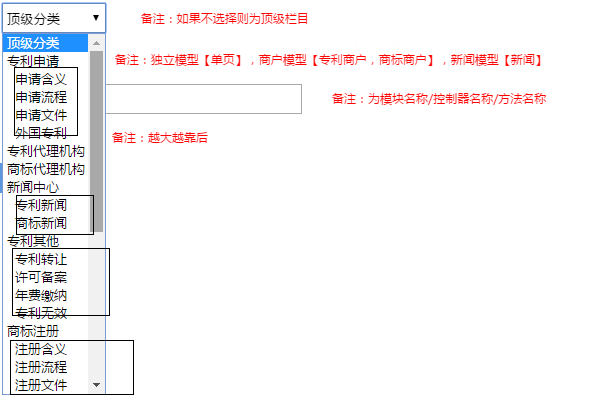 顶级分类
备注：如果不选择则为顶级栏目
顶级分类
专利申请
备注：独立模型【单页】，商户模型【专利商户，商标商户】，新闻模型【新闻】
申请含义
申请流程
备注：为模块名称/控制器名称/方法名称
申请文件
外国专利
备注：越大越靠后
专利代理机构
商标代理机构
新闻中心
专利新闻
商标新闻
专利其他
专利转让
许可备案
年费缴纳
专利无效
商标注册
注册含义
注册流程
注册文件